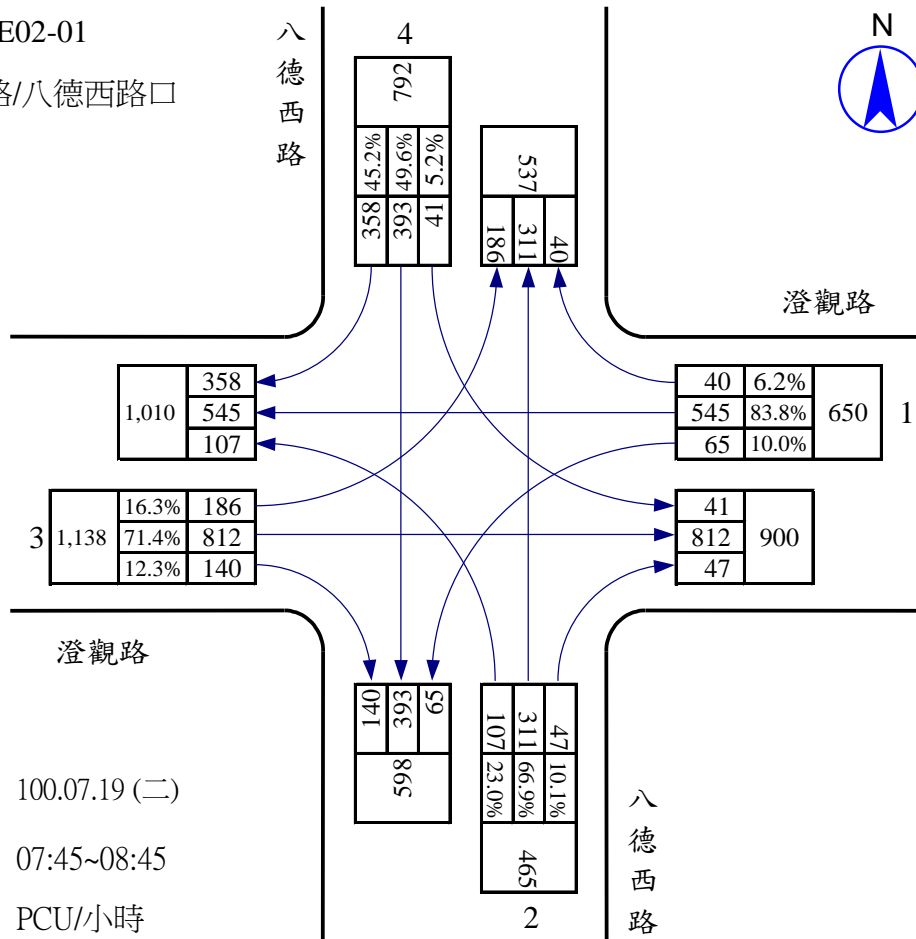 E02-01
路/八德西路口
八德西路
4
792
45.2% 49.6% 5.2%
358 393 41
537
186 311 40
N
澄觀路
1,010
358
545
107
40 6.2%
545 83.8%
65 10.0%
650
1
3
1,138
16.3% 186
71.4% 812
12.3% 140
41
812
47
900
澄觀路
140 393 65
598
107 311 47
23.0% 66.9% 10.1%
465
2
八德西路
100.07.19 (二)
07:45~08:45
PCU/小時